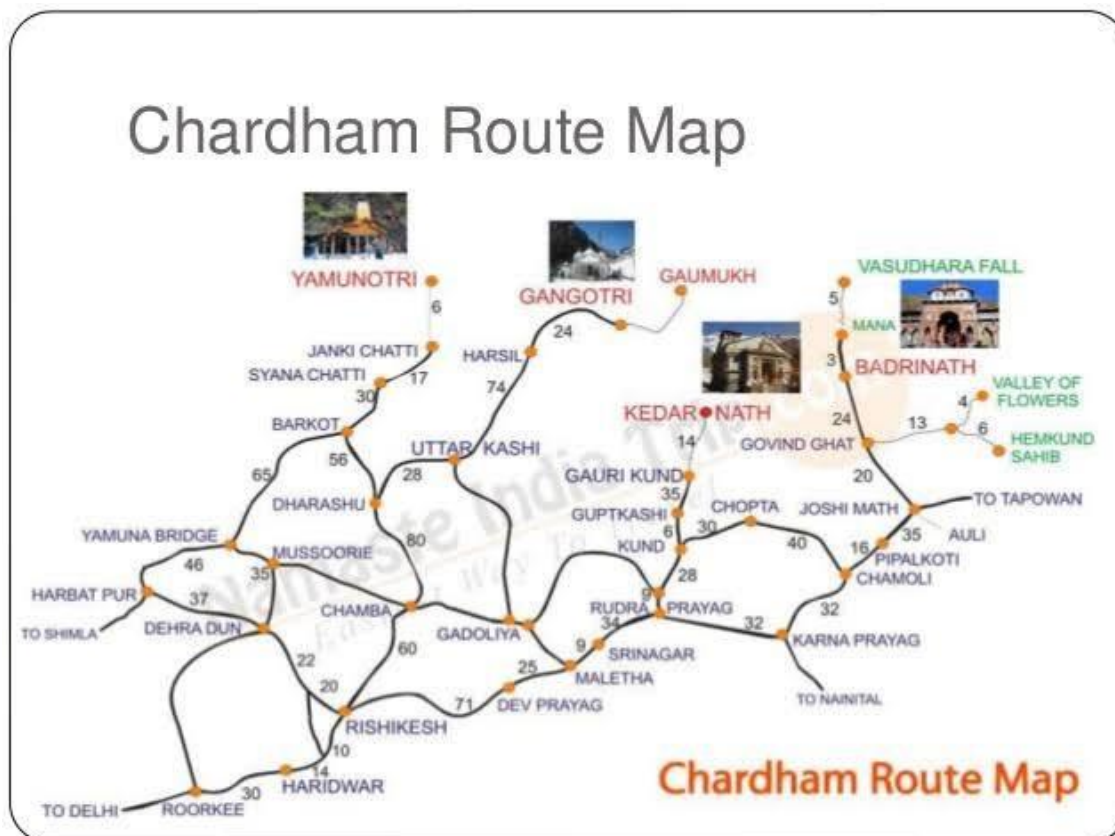 Chardham Route Map
YAMUNOTRI
GANGOTRI
GAUMUKH
VASUDHARA FALL
6
24
5
MANA
JANKI CHATTI
HARSIL
3
BADRINATH
SYANA CHATTI
17
74
VALLEY OF
FLOWERS
30
KEDAR NATH
24
13
4
BARKOT
UTTAR KASHI
14
GOVIND GHAT
6
HEMKUND
SAHIB
56
28
65
GAURI KUND
20
DHARASHU
35
CHOPTA
JOSHI MATH
TO TAPOWAN
GUPTKASHI
6
30
35
AULI
YAMUNA BRIDGE
MUSSOORIE
80
KUND
40
16
PIPALKOTI
46
35
28
CHAMOLI
HARBAT PUR
37
CHAMBA
9
32
TO SHIMLA
DEHRA DUN
GADOLIYA
RUDRA PRAYAG
34
32
KARNA PRAYAG
60
9
SRINAGAR
22
25
MALETHA
20
71
DEV PRAYAG
TO NAINITAL
RISHIKESH
10
14
HARIDWAR
TO DELHI
ROORKEE
30
Chardham Route Map
Namaste India Trip